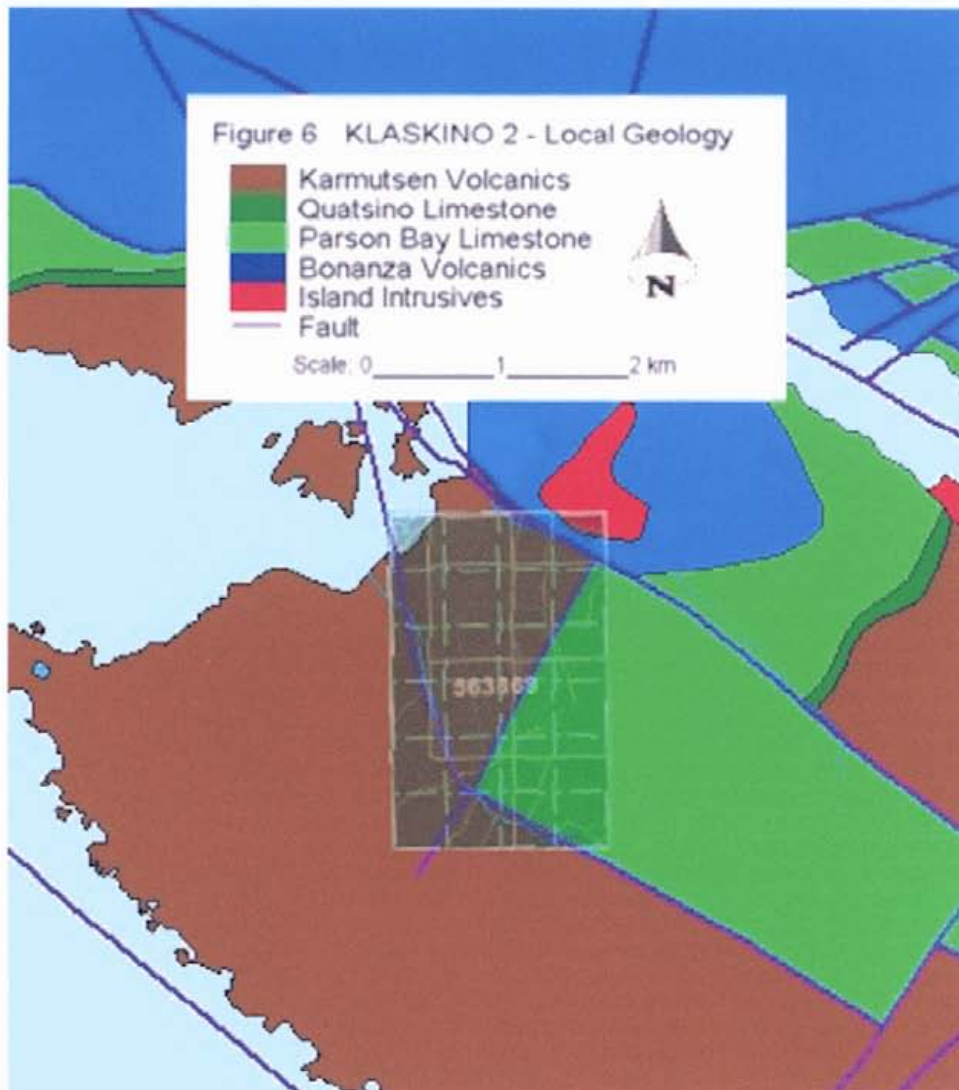 Figure 6 KLASKINO 2 - Local Geology
Karmutsen Volcanics
Quatsino Limestone
Parson Bay Limestone
Bonanza Volcanics
Island Intrusives
Fault
N
Scale: 0 1 2 km